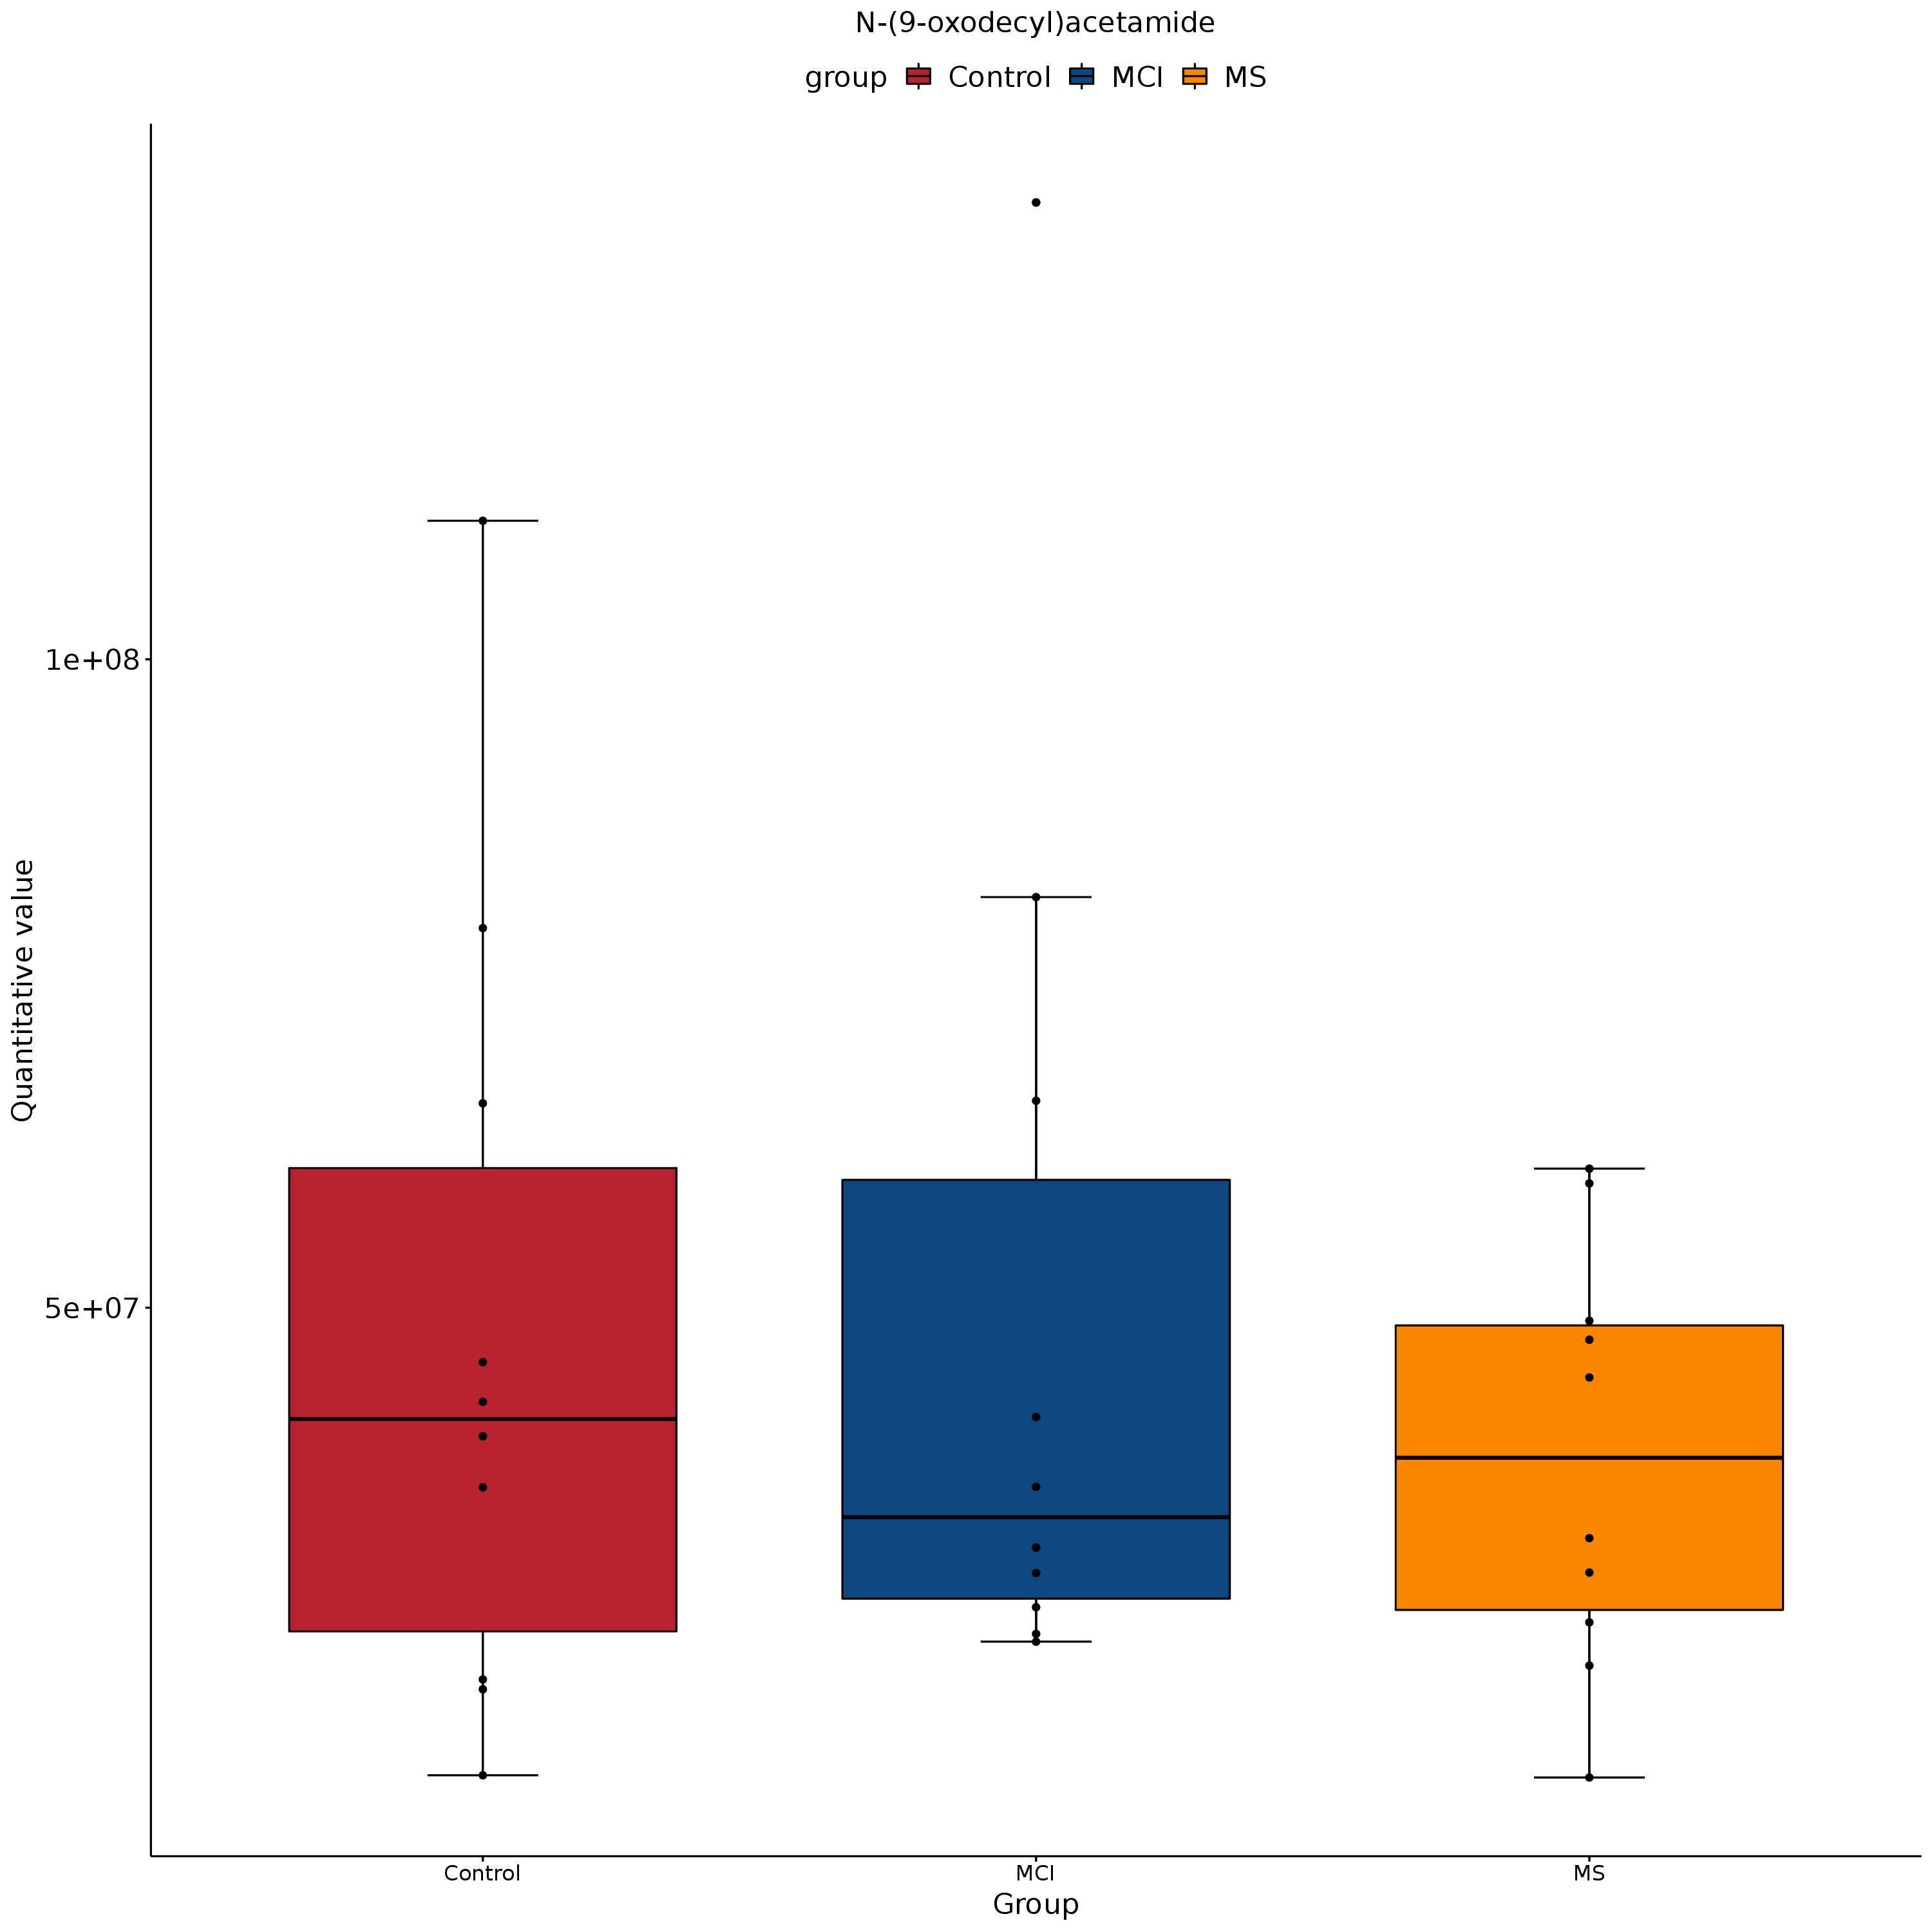 N-(9-oxodecyl)acetamide
group Control MCI MS
Quantitative value
1e+08
5e+07
Control MCI MS
Group